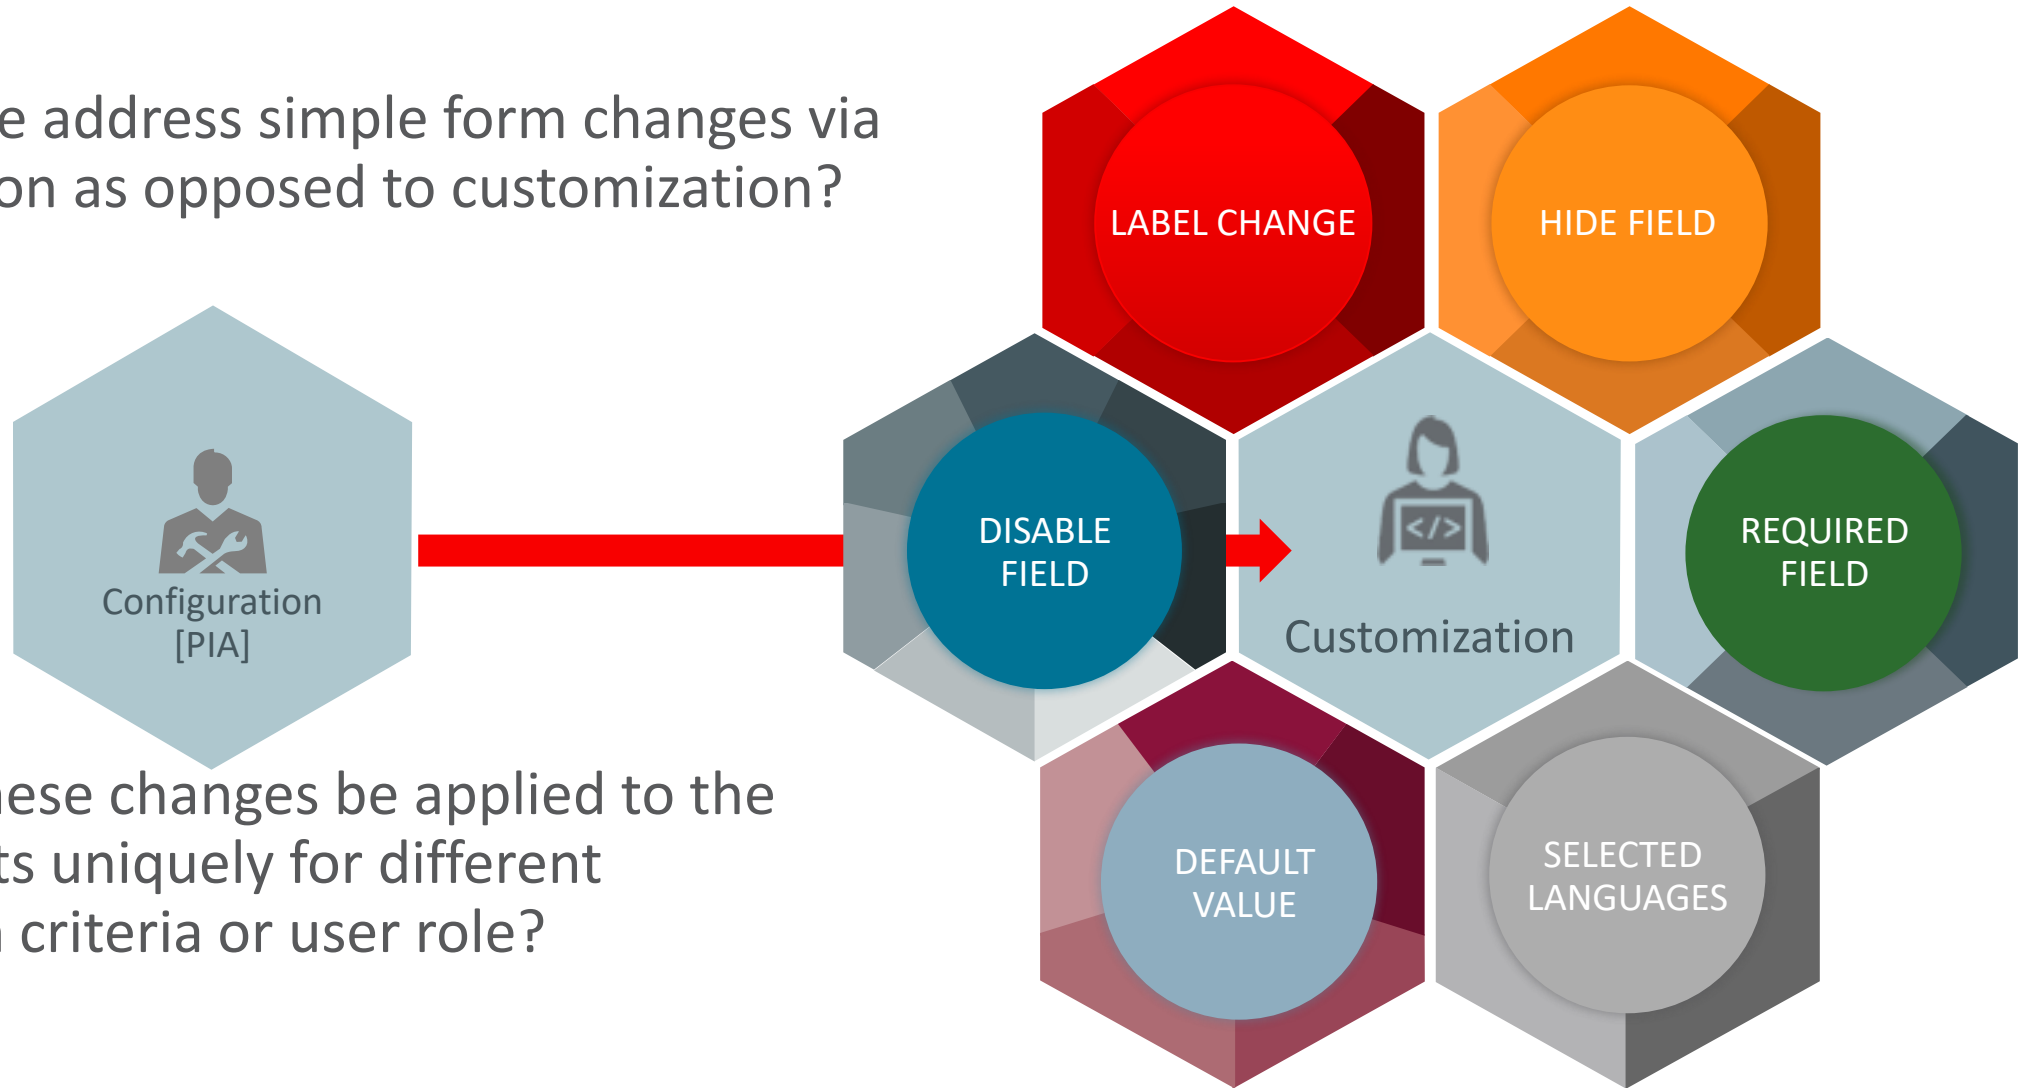 e address simple form changes via
on as opposed to customization?
LABEL CHANGE
HIDE FIELD
Configuration
[PIA]
DISABLE
FIELD
</>
Customization
REQUIRED
FIELD
hese changes be applied to the
ts uniquely for different
criteria or user role?
DEFAULT
VALUE
SELECTED
LANGUAGES